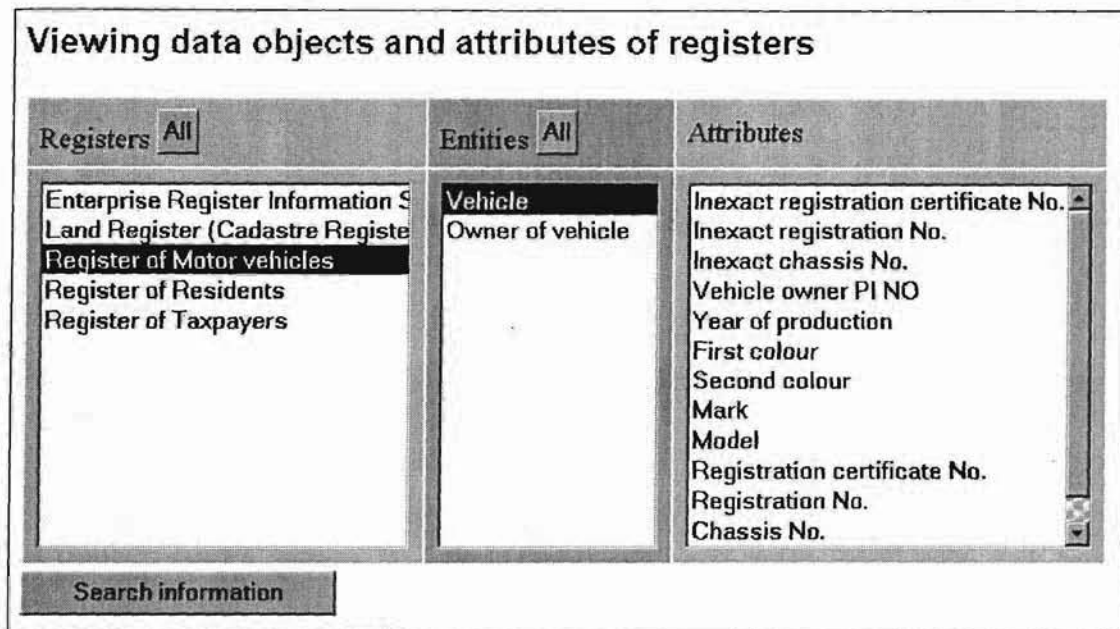 Viewing data objects and attributes of registers
Registers All
Entities All
Attributes
Enterprise Register Information S
Land Register (Cadastre Registe
Register of Motor vehicles
Register of Residents
Register of Taxpayers
Vehicle
Owner of vehicle
Inexact registration certificate No.
Inexact registration No.
Inexact chassis No.
Vehicle owner PI NO
Year of production
First colour
Second colour
Mark
Model
Registration certificate No.
Registration No.
Chassis No.
Search information